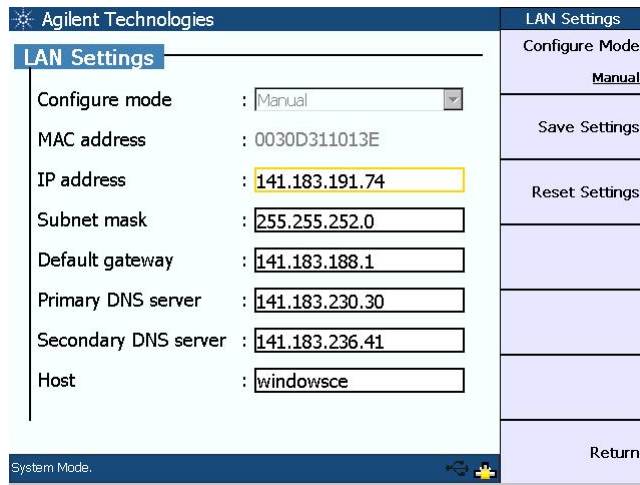 Agilent Technologies
LAN Settings
Configure mode : Manual
MAC address : 0030D311013E
IP address : 141.183.191.74
Subnet mask : 255.255.252.0
Default gateway : 141.183.188.1
Primary DNS server : 141.183.230.30
Secondary DNS server : 141.183.236.41
Host : windowsce
System Mode.
LAN Settings
Configure Mode
Manual
Save Settings
Reset Settings
Return